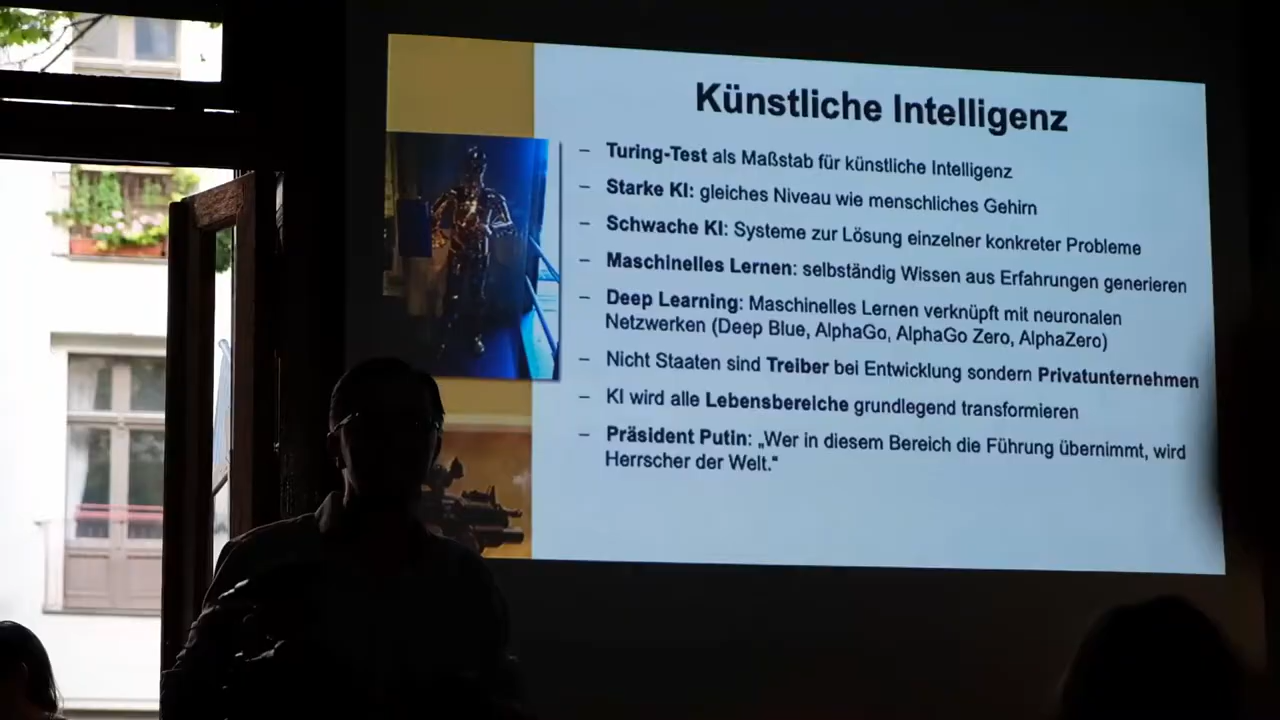 Künstliche Intelligenz
– Turing-Test als Maßstab für künstliche Intelligenz
– Starke KI: gleiches Niveau wie menschliches Gehirn
– Schwache KI: Systeme zur Lösung einzelner konkreter Probleme
– Maschinelles Lernen: selbständig Wissen aus Erfahrungen generieren
– Deep Learning: Maschinelles Lernen verknüpft mit neuronalen
Netzwerken (Deep Blue, AlphaGo, AlphaGo Zero, AlphaZero)
– Nicht Staaten sind Treiber bei Entwicklung sondern Privatunternehmen
– KI wird alle Lebensbereiche grundlegend transformieren
– Präsident Putin: „Wer in diesem Bereich die Führung übernimmt, wird
Herrscher der Welt.“